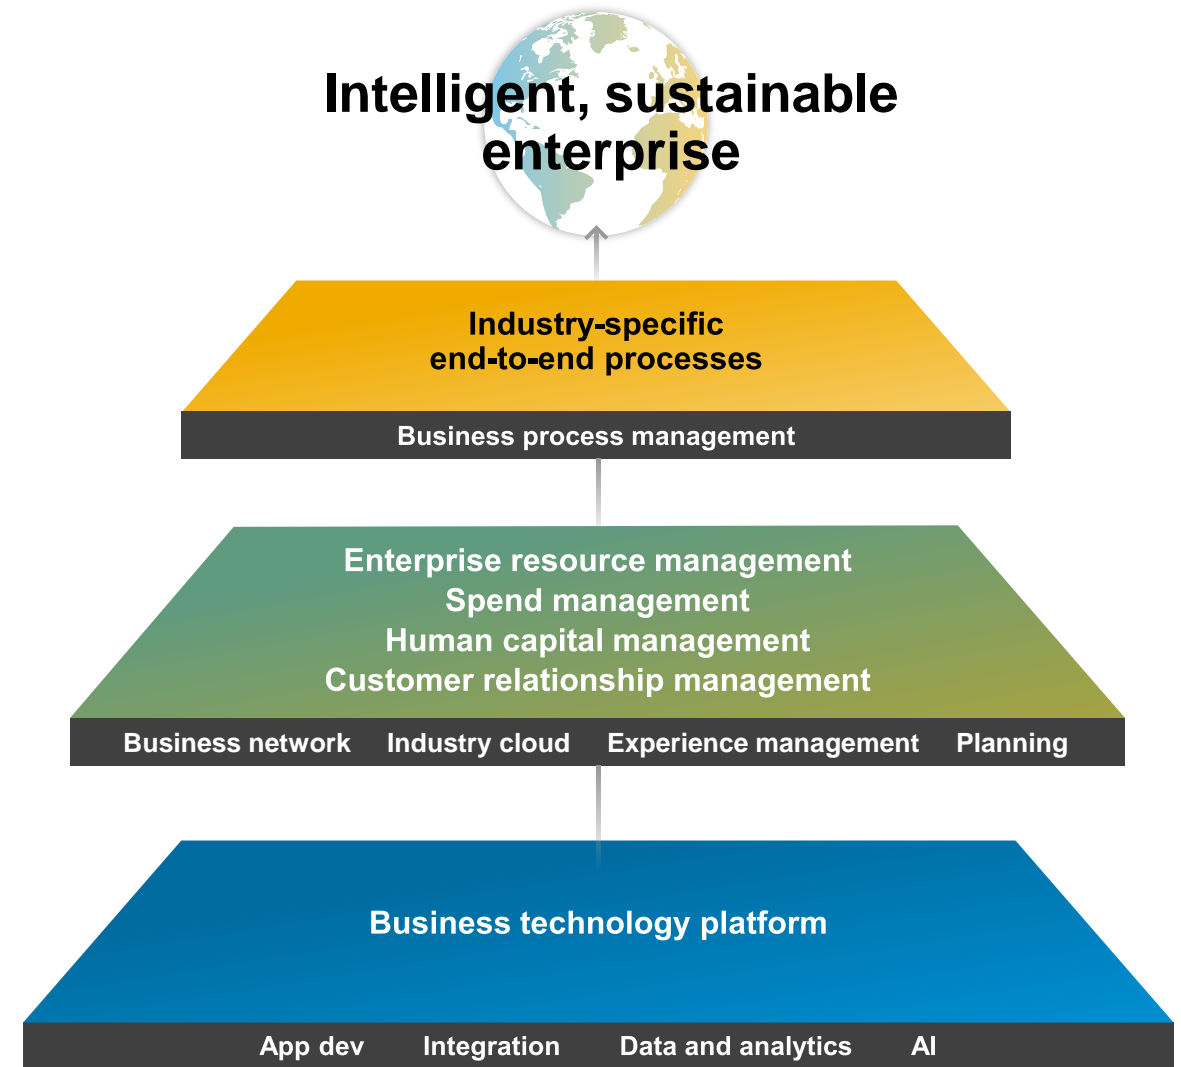 Intelligent, sustainable
enterprise
Industry-specific
end-to-end processes
Business process management
Enterprise resource management
Spend management
Human capital management
Customer relationship management
Business network Industry cloud Experience management Planning
Business technology platform
App dev Integration Data and analytics AI